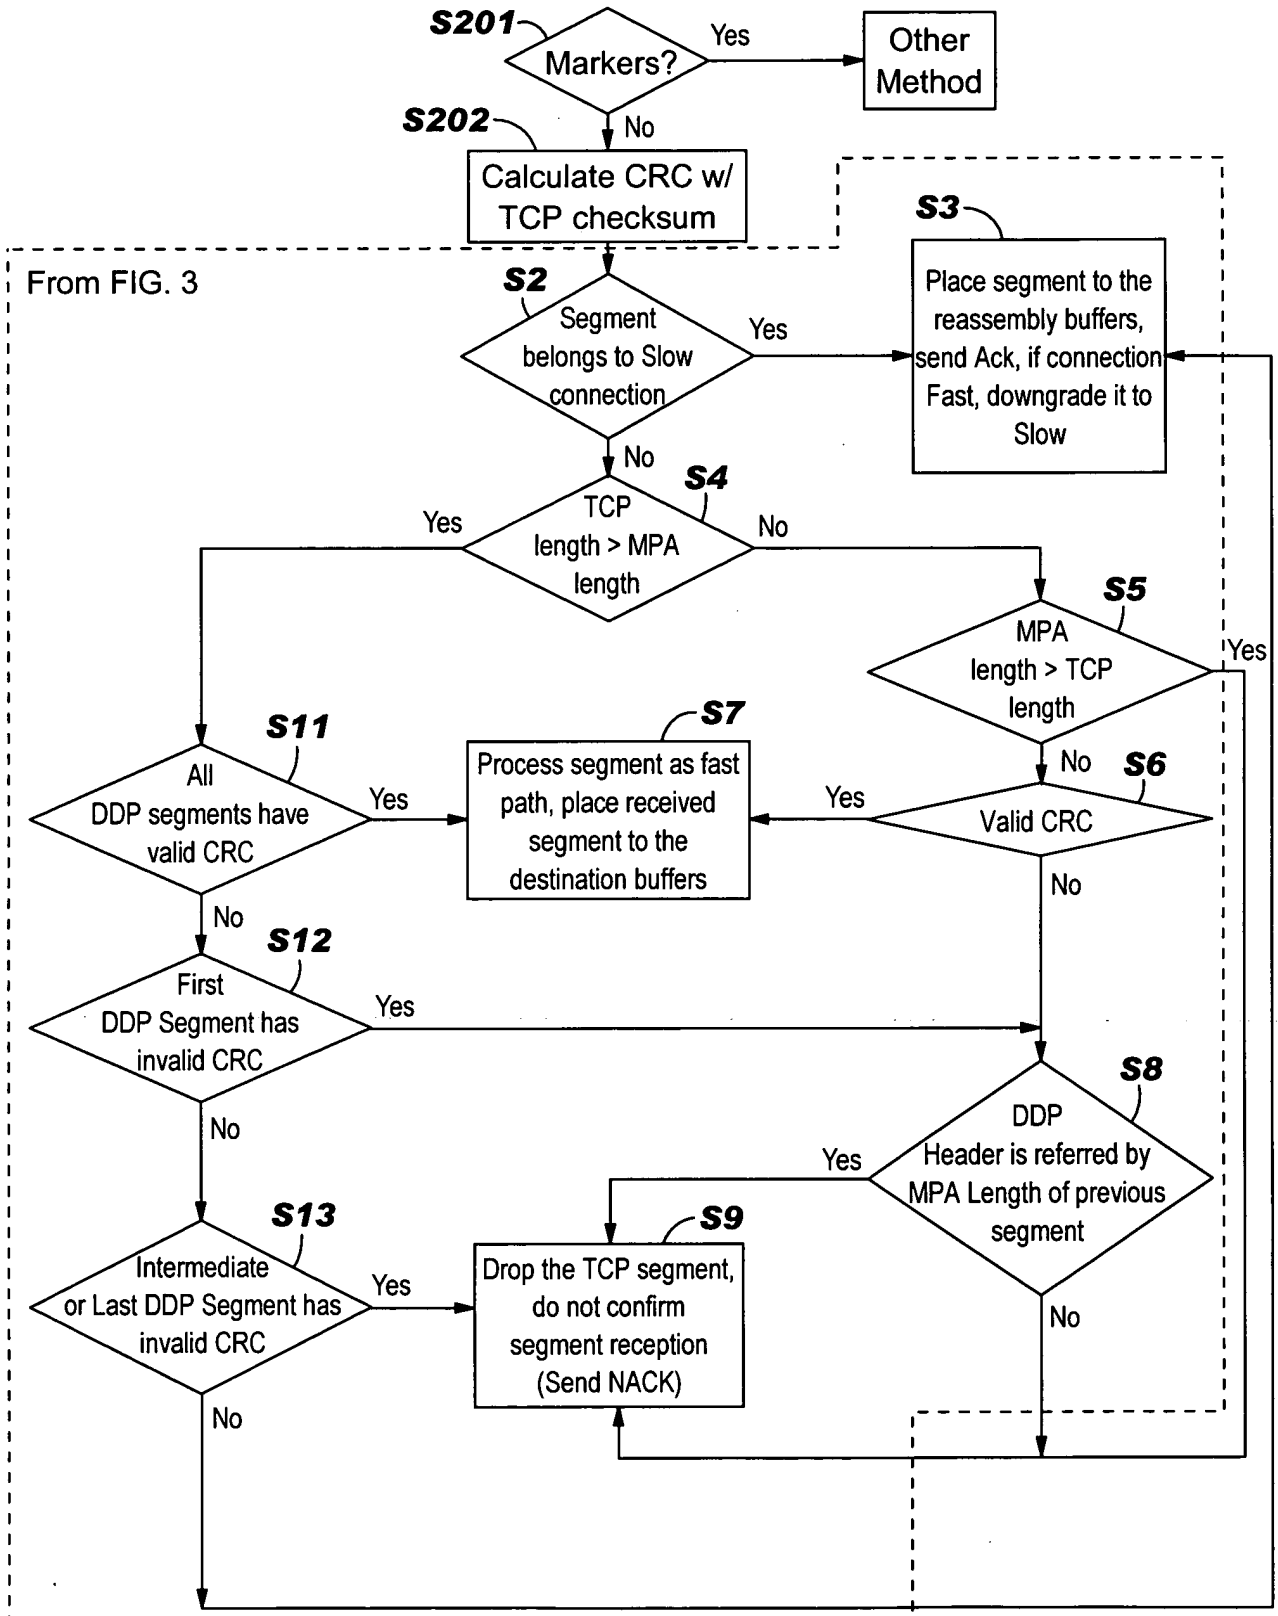 S201
Markers?
Yes
Other
Method
No
S202
Calculate CRC w/
TCP checksum
From FIG. 3
S2
Segment
belongs to Slow
connection
Yes
S3
Place segment to the
reassembly buffers,
send Ack, if connection
Fast, downgrade it to
Slow
No
S4
TCP
length > MPA
length
Yes
No
S5
MPA
length > TCP
length
Yes
No
S11
All
DDP segments have
valid CRC
Yes
S7
Process segment as fast
path, place received
segment to the
destination buffers
Yes
S6
Valid CRC
No
No
S12
First
DDP Segment has
invalid CRC
Yes
No
S8
DDP
Header is referred by
MPA Length of previous
segment
Yes
No
S13
Intermediate
or Last DDP Segment has
invalid CRC
Yes
S9
Drop the TCP segment,
do not confirm
segment reception
(Send NACK)
No